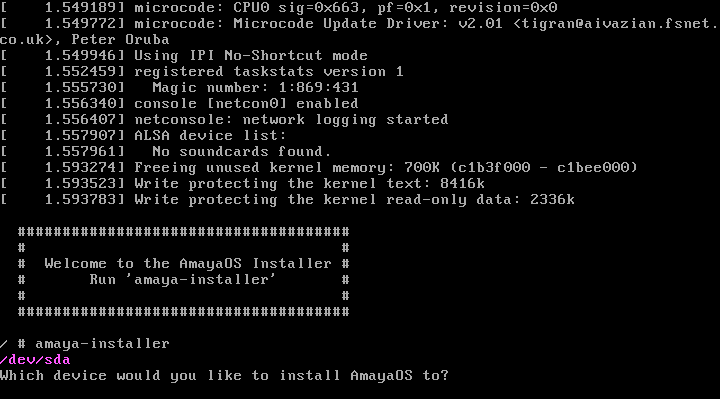 [    1.549189] microcode: CPU0 sig=0x663, pf=0x1, revision=0x0
[    1.549772] microcode: Microcode Update Driver: v2.01 <tigran@aivazian.fsnet.
co.uk>, Peter Oruba
[    1.549946] Using IPI No-Shortcut mode
[    1.552459] registered taskstats version 1
[    1.555730]   Magic number: 1:869:431
[    1.556340] console [netcon0] enabled
[    1.556407] netconsole: network logging started
[    1.557907] ALSA device list:
[    1.557961]   No soundcards found.
[    1.593274] Freeing unused kernel memory: 700K (c1b3f000 - c1bee000)
[    1.593523] Write protecting the kernel text: 8416k
[    1.593783] Write protecting the kernel read-only data: 2336k
#####################################
#                                   #
#  Welcome to the AmayaOS Installer #
#       Run 'amaya-installer'       #
#                                   #
#####################################
/ # amaya-installer
/dev/sda
Which device would you like to install AmayaOS to?